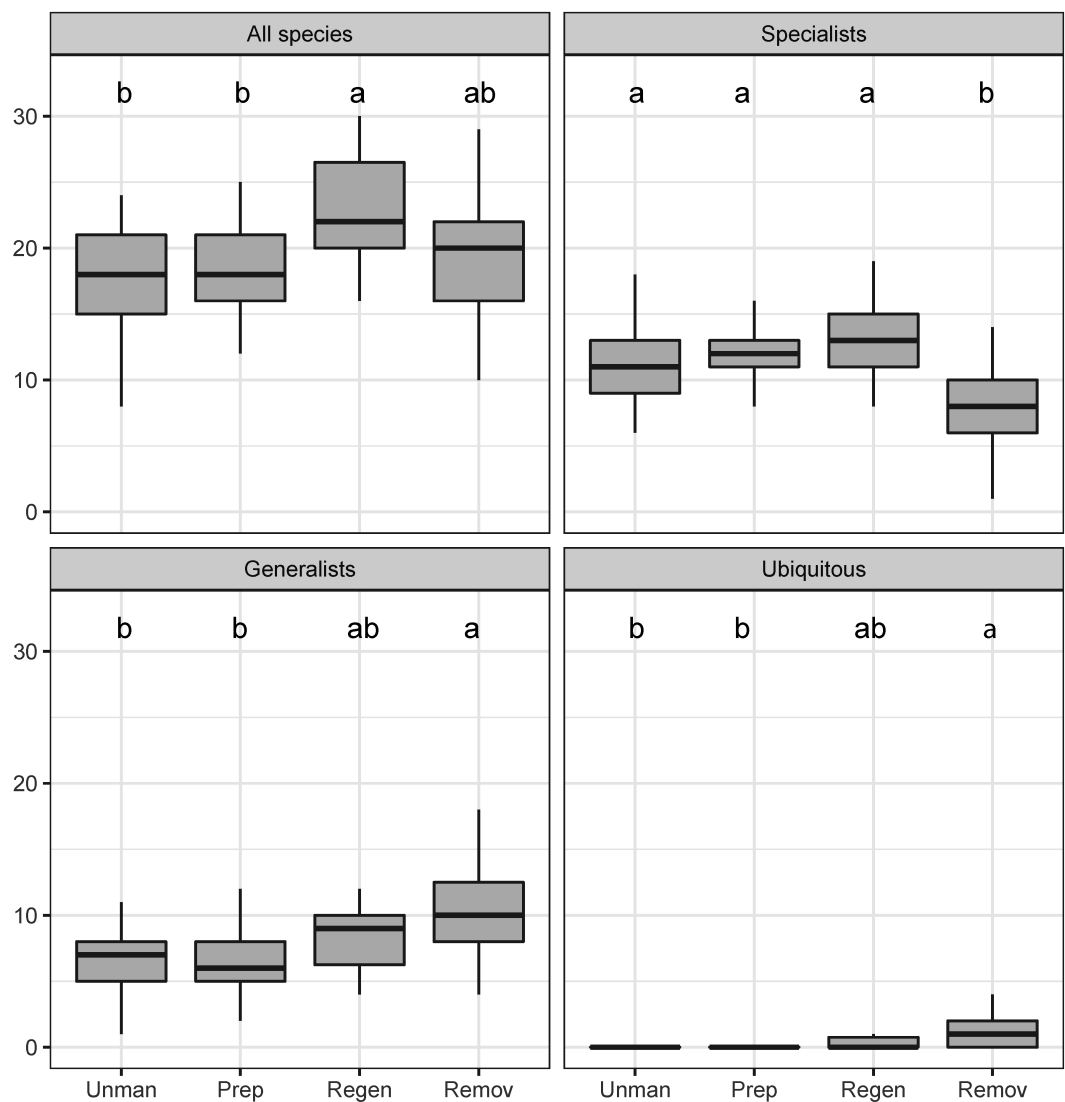 All species
Specialists
b b a ab
a a a b
30
20
10
0
Generalists
Ubiquitous
b b ab a
b b ab a
30
20
10
0
Unman Prep Regen Remov
Unman Prep Regen Remov